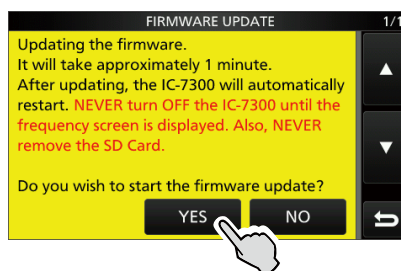 FIRMWARE UPDATE 1/1
Updating the firmware.
It will take approximately 1 minute.
After updating, the IC-7300 will automatically
restart. NEVER turn OFF the IC-7300 until the
frequency screen is displayed. Also, NEVER
remove the SD Card.
Do you wish to start the firmware update?
YES NO